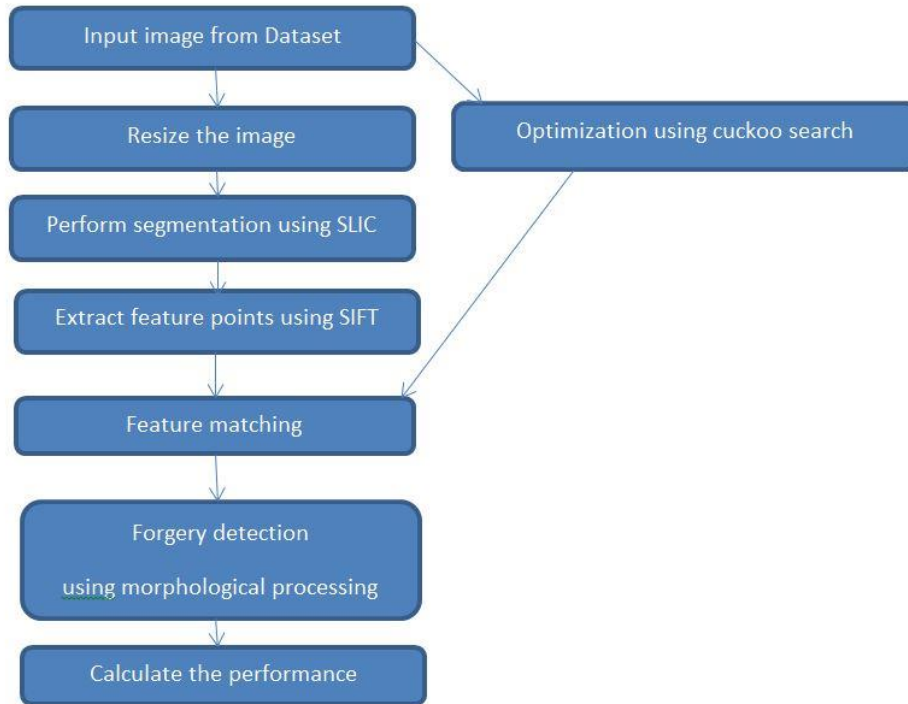 Input image from Dataset
Resize the image
Optimization using cuckoo search
Perform segmentation using SLIC
Extract feature points using SIFT
Feature matching
Forgery detection
using morphological processing
Calculate the performance